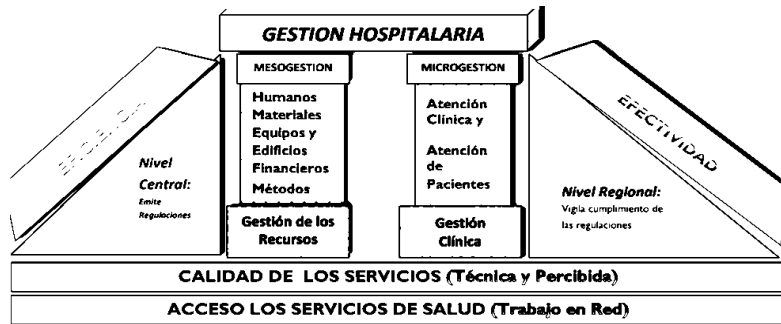 GESTION HOSPITALARIA
MESOGESTION
Humanos
Materiales
Equipos y
Edificios
Financieros
Métodos
Gestión de los
Recursos
MICROGESTION
Atención
Clínica y
Atención
de
Pacientes
Gestión
Clínica
EFICIENCIA
Nivel
Central:
Emite
Regulaciones
EFECTIVIDAD
Nivel Regional:
Vigila cumplimiento de
las regulaciones
CALIDAD DE LOS SERVICIOS (Técnica y Percibida)
ACCESO LOS SERVICIOS DE SALUD (Trabajo en Red)